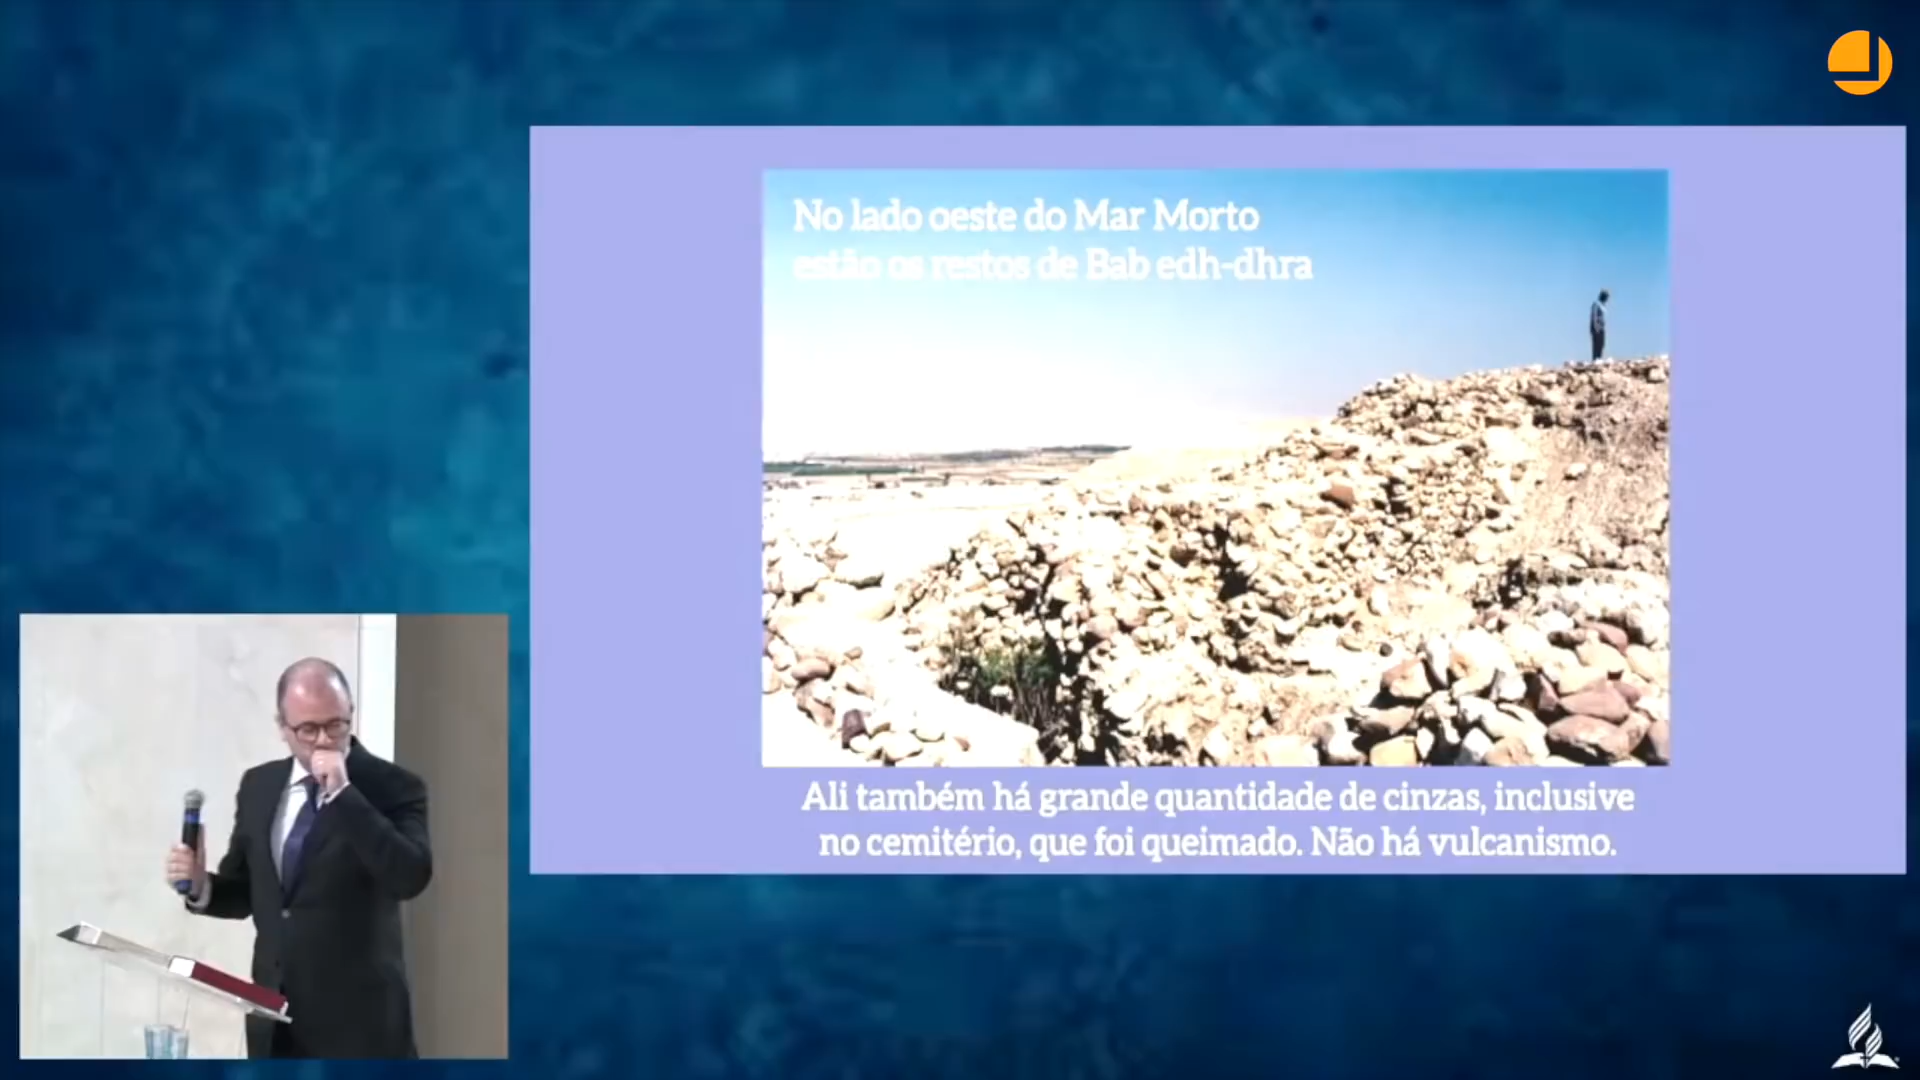 No lado oeste do Mar Morto
estão os restos de Bab edh-dhra
Ali também há grande quantidade de cinzas, inclusive
no cemitério, que foi queimado. Não há vulcanismo.